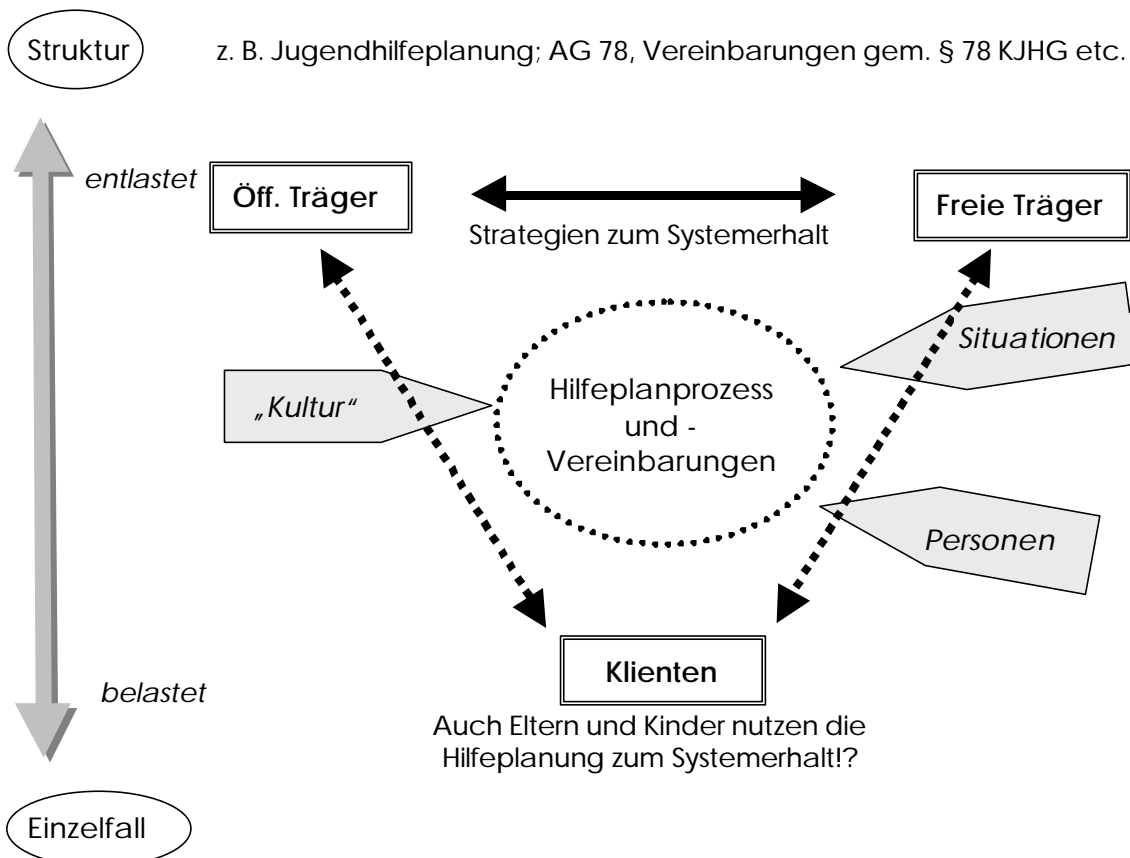 Struktur
z. B. Jugendhilfeplanung; AG 78, Vereinbarungen gem. § 78 KJHG etc.
entlastet
Öff. Träger
Freie Träger
Strategien zum Systemerhalt
Situationen
„Kultur“
Hilfeplanprozess
und -
Vereinbarungen
Personen
Klienten
belastet
Auch Eltern und Kinder nutzen die
Hilfeplanung zum Systemerhalt!?
Einzelfall